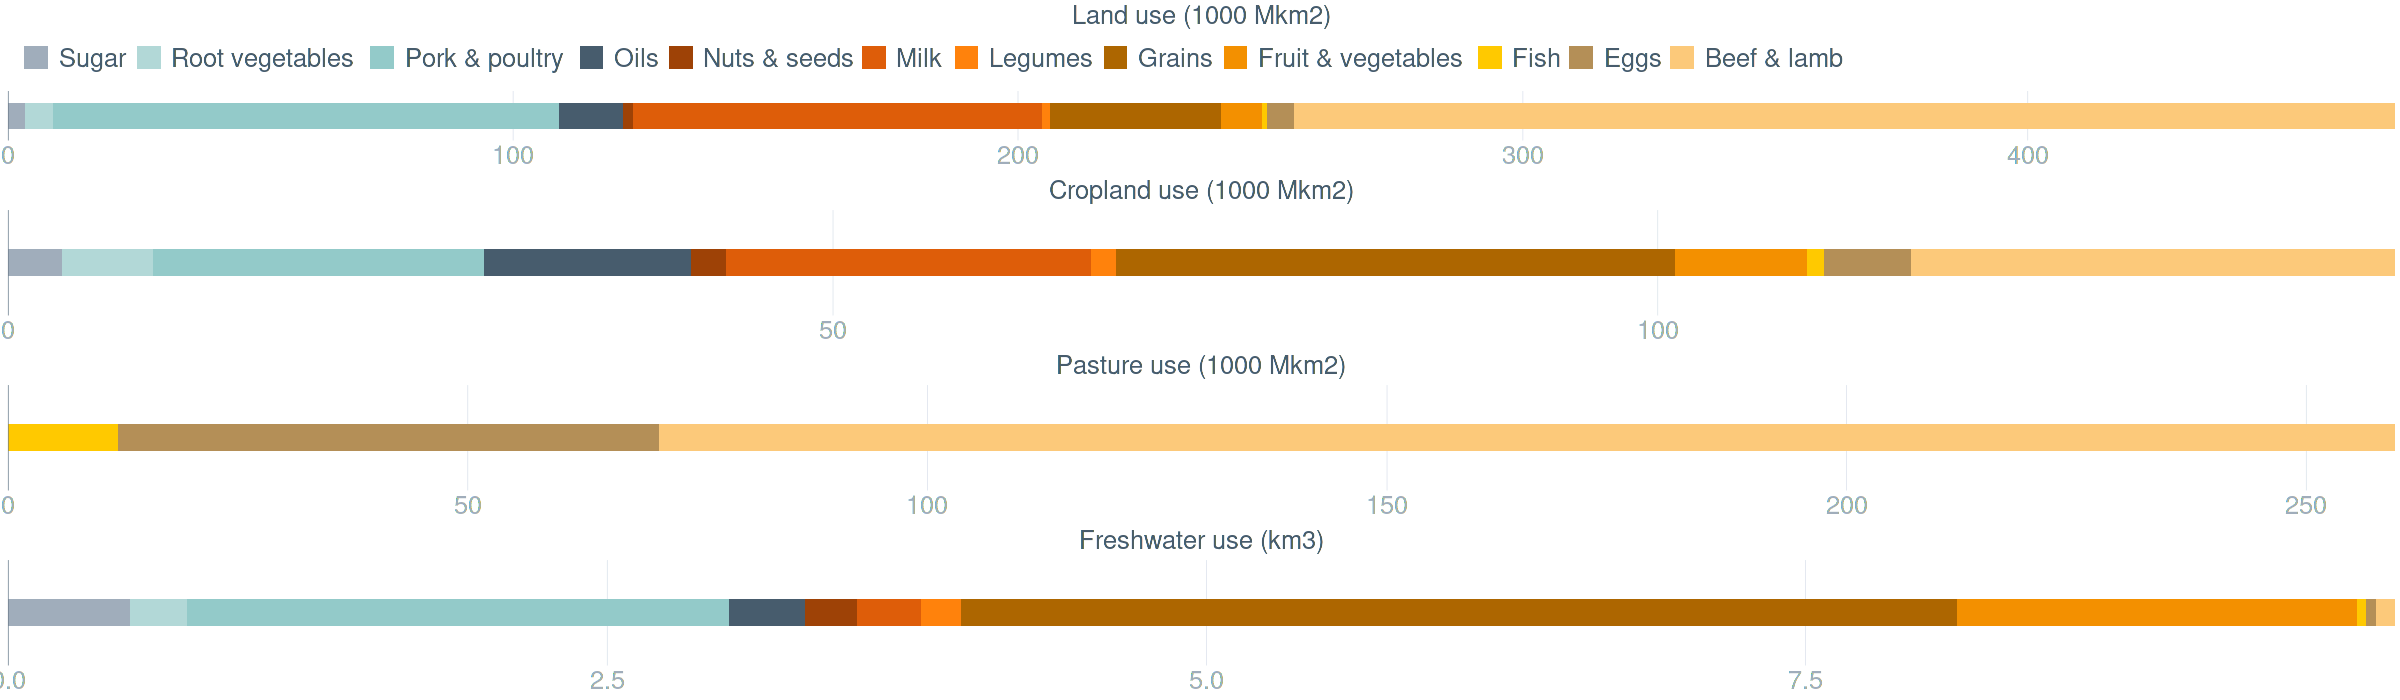 Land use (1000 Mkm2)
Sugar Root vegetables Pork & poultry Oils Nuts & seeds Milk Legumes Grains Fruit & vegetables Fish Eggs Beef & lamb
0 100 200 300 400
Cropland use (1000 Mkm2)
0 50 100
Pasture use (1000 Mkm2)
0 50 100 150 200 250
Freshwater use (km3)
0.0 2.5 5.0 7.5